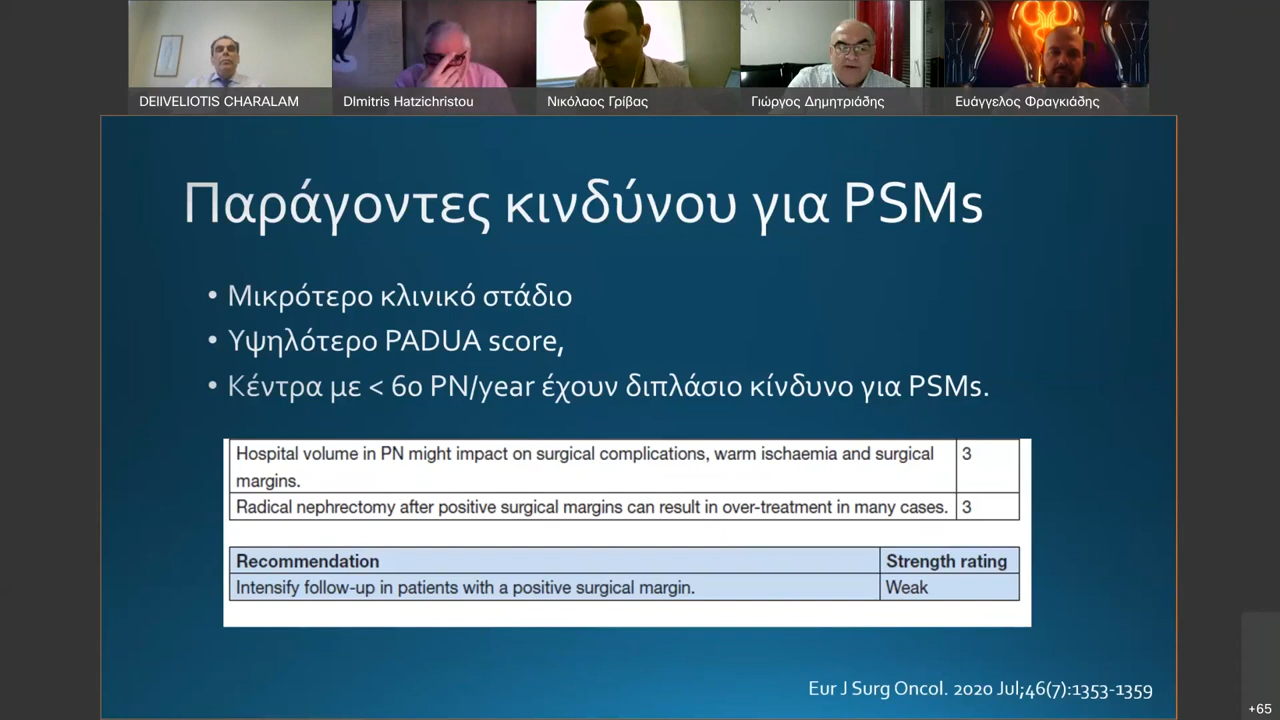 DEIIVELIOTIS CHARALAM
DImitris Hatzichristou
Νικόλαος Γρίβας
Γιώργος Δημητριάδης
Ευάγγελος Φραγκιάδης
Παράγοντες κινδύνου για PSMs
• Μικρότερο κλινικό στάδιο
• Υψηλότερο PADUA score,
• Κέντρα με < 60 PN/year έχουν διπλάσιο κίνδυνο για PSMs.
Hospital volume in PN might impact on surgical complications, warm ischaemia and surgical 3
margins.
Radical nephrectomy after positive surgical margins can result in over-treatment in many cases. 3
Recommendation Strength rating
Intensify follow-up in patients with a positive surgical margin. Weak
Eur J Surg Oncol. 2020 Jul;46(7):1353-1359
+65